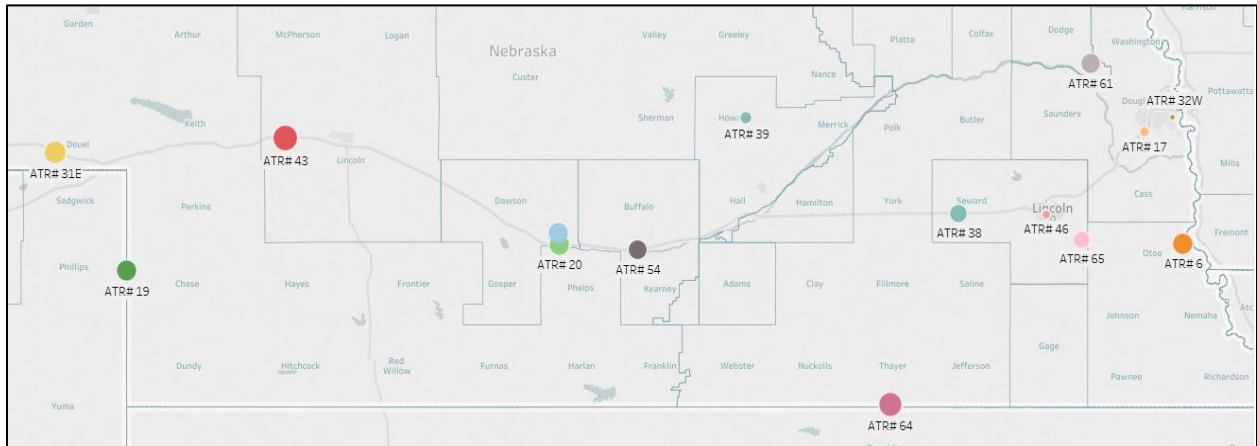 Garden
Arthur
McPherson
Logan
Nebraska
Valley
Greeley
Platte
Colfax
Dodge
Washington
Custer
Nance
ATR# 61
Pottawatta
Keith
Sherman
Howa
Merrick
Polk
Butler
Saunders
Dougl
ATR# 32W
Deuel
ATR# 43
Lincoln
ATR# 39
ATR# 17
ATR# 31E
Mills
Sedgwick
Perkins
Dawson
Buffalo
Hall
Hamilton
York
Seward
Lincoln
Cass
ATR# 38
ATR# 46
Fremont
ATR# 20
ATR# 54
ATR# 65
Otoe
ATR# 6
Phillips
ATR# 19
Chase
Hayes
Frontier
Gosper
Phelps
Kearney
Adams
Clay
Fillmore
Saline
Johnson
Nemaha
Gage
Dundy
Hitchcock
Red
Willow
Furnas
Harlan
Franklin
Webster
Nuckolls
Thayer
Jefferson
Pawnee
Richardson
Yuma
ATR# 64